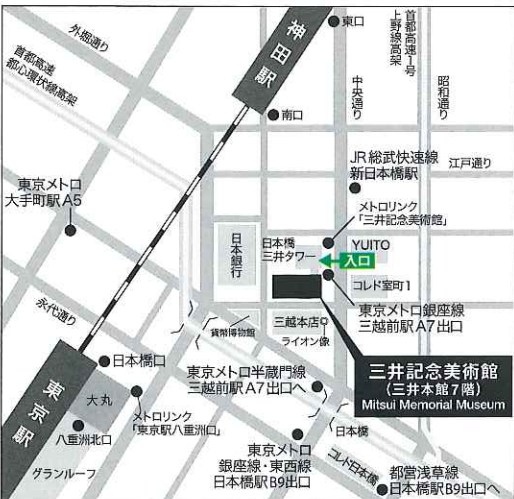 外堀通り
首都高速
都心環状線高架
神田駅
東口
南口
中央通り
首都高速1号
上野線高架
昭和通り
江戸通り
JR総武快速線
新日本橋駅
メトロリンク
「三井記念美術館」
東京メトロ
大手町駅A5
日本銀行
日本橋
三井タワー
YUITO
入口
コレド室町1
東京メトロ銀座線
三越前駅A7出口
永代通り
貨幣博物館
三越本店
ライオン像
三井記念美術館
(三井本館7階)
Mitsui Memorial Museum
日本橋口
大丸
東京駅
八重洲北口
グランルーフ
メトロリンク
「東京駅八重洲口」
東京メトロ半蔵門線
三越前駅A7出口へ
日本橋
東京メトロ
銀座線・東西線
日本橋駅B9出口
コレド日本橋
都営浅草線
日本橋駅B9出口へ